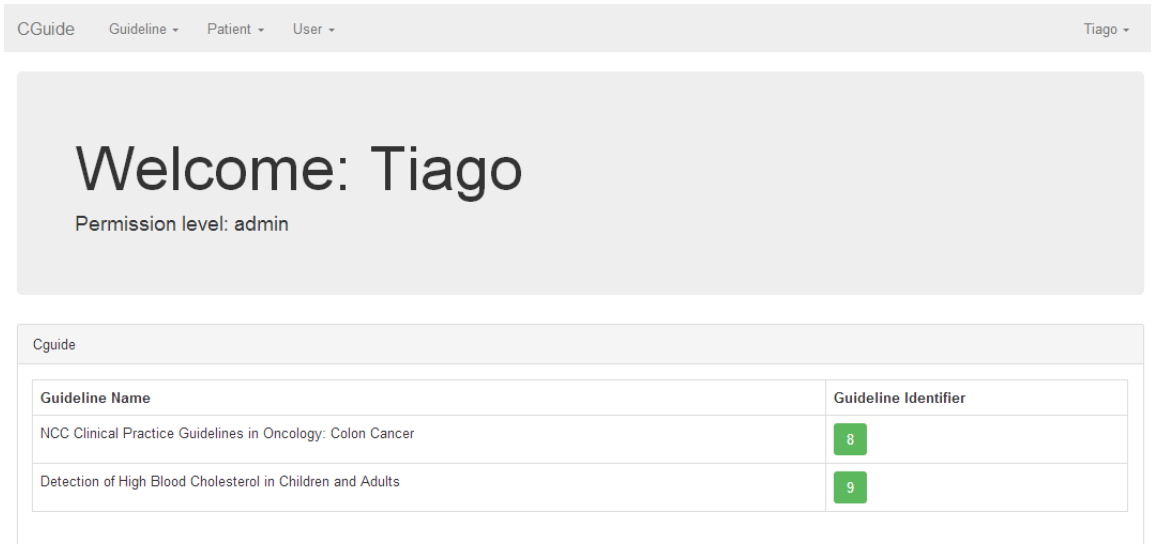 CGuide Guideline Patient User Tiago
Welcome: Tiago
Permission level: admin
Cguide
Guideline Name Guideline Identifier
NCC Clinical Practice Guidelines in Oncology: Colon Cancer 8
Detection of High Blood Cholesterol in Children and Adults 9